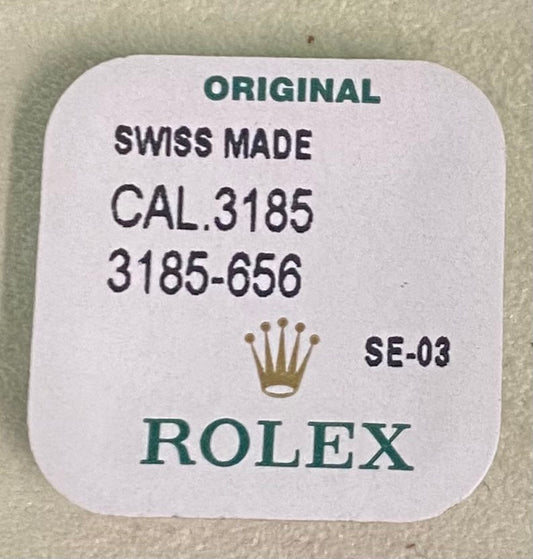 ORIGINAL
SWISS MADE
CAL.3185
3185-656
SE-03
ROLEX